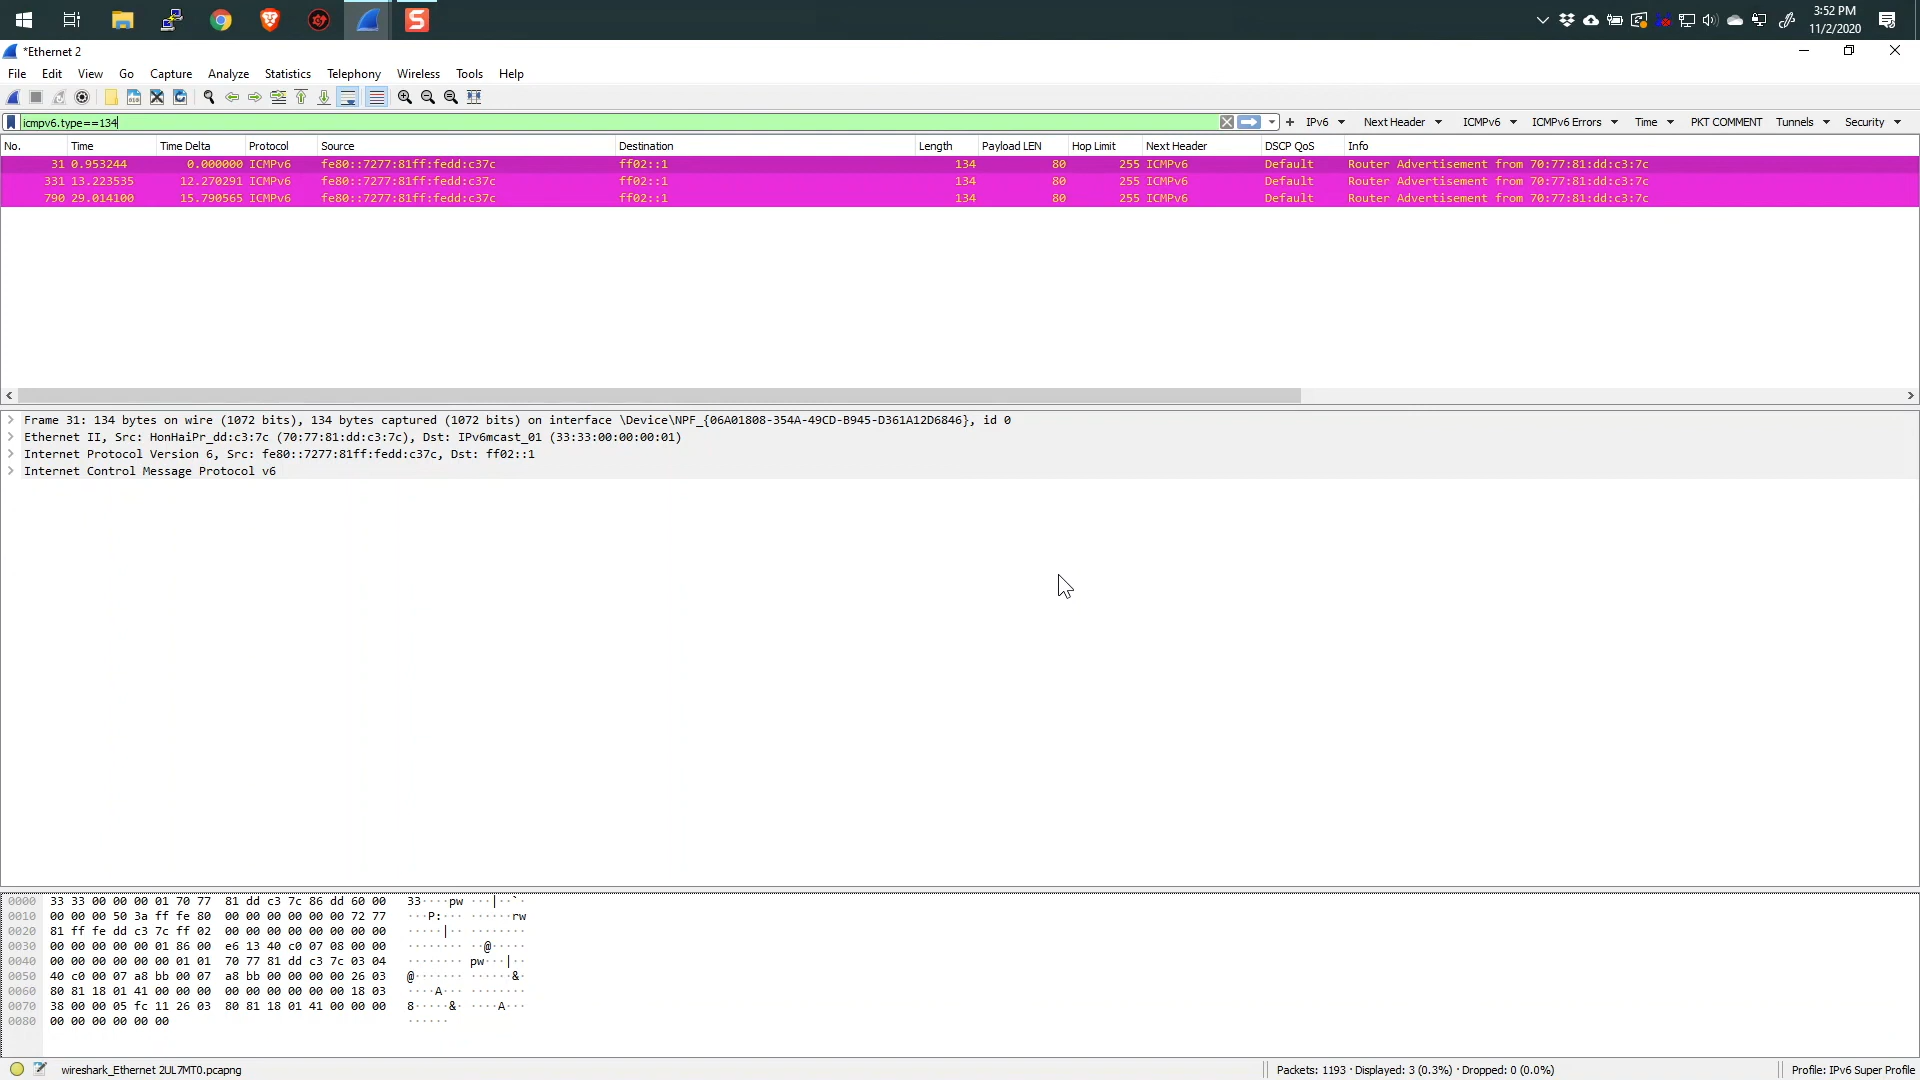 3:52 PM
11/2/2020
*Ethernet 2
File Edit View Go Capture Analyze Statistics Telephony Wireless Tools Help
icmpv6.type==134
+ IPv6 Next Header ICMPv6 ICMPv6 Errors Time PKT COMMENT Tunnels Security
No. Time Time Delta Protocol Source Destination Length Payload LEN Hop Limit Next Header DSCP QoS Info
31 0.953244 0.000000 ICMPv6 fe80::7277:81ff:fedd:c37c ff02::1 134 80 255 ICMPv6 Default Router Advertisement from 70:77:81:dd:c3:7c
331 13.223535 12.270291 ICMPv6 fe80::7277:81ff:fedd:c37c ff02::1 134 80 255 ICMPv6 Default Router Advertisement from 70:77:81:dd:c3:7c
790 29.014100 15.790565 ICMPv6 fe80::7277:81ff:fedd:c37c ff02::1 134 80 255 ICMPv6 Default Router Advertisement from 70:77:81:dd:c3:7c
Frame 31: 134 bytes on wire (1072 bits), 134 bytes captured (1072 bits) on interface \Device\NPF_{06A01808-354A-49CD-B945-D361A12D6846}, id 0
Ethernet II, Src: HonHaiPr_dd:c3:7c (70:77:81:dd:c3:7c), Dst: IPv6mcast_01 (33:33:00:00:00:01)
Internet Protocol Version 6, Src: fe80::7277:81ff:fedd:c37c, Dst: ff02::1
Internet Control Message Protocol v6
0000 33 33 00 00 00 01 70 77 81 dd c3 7c 86 dd 60 00 33····pw ···|··`·
0010 00 00 00 50 3a ff fe 80 00 00 00 00 00 00 72 77 ···P:··· ······rw
0020 81 ff fe dd c3 7c ff 02 00 00 00 00 00 00 00 00 ·····|·· ········
0030 00 00 00 00 00 01 86 00 e6 13 40 c0 07 08 00 00 ········ ··@·····
0040 00 00 00 00 00 00 01 01 70 77 81 dd c3 7c 03 04 ········ pw···|··
0050 40 c0 00 07 a8 bb 00 07 a8 bb 00 00 00 00 26 03 @······· ······&·
0060 80 81 18 01 41 00 00 00 00 00 00 00 00 00 18 03 ····A··· ········
0070 38 00 00 05 fc 11 26 03 80 81 18 01 41 00 00 00 8·····&· ····A···
0080 00 00 00 00 00 00 ······
wireshark_Ethernet 2UL7MT0.pcapng
Packets: 1193 · Displayed: 3 (0.3%) · Dropped: 0 (0.0%)
Profile: IPv6 Super Profile